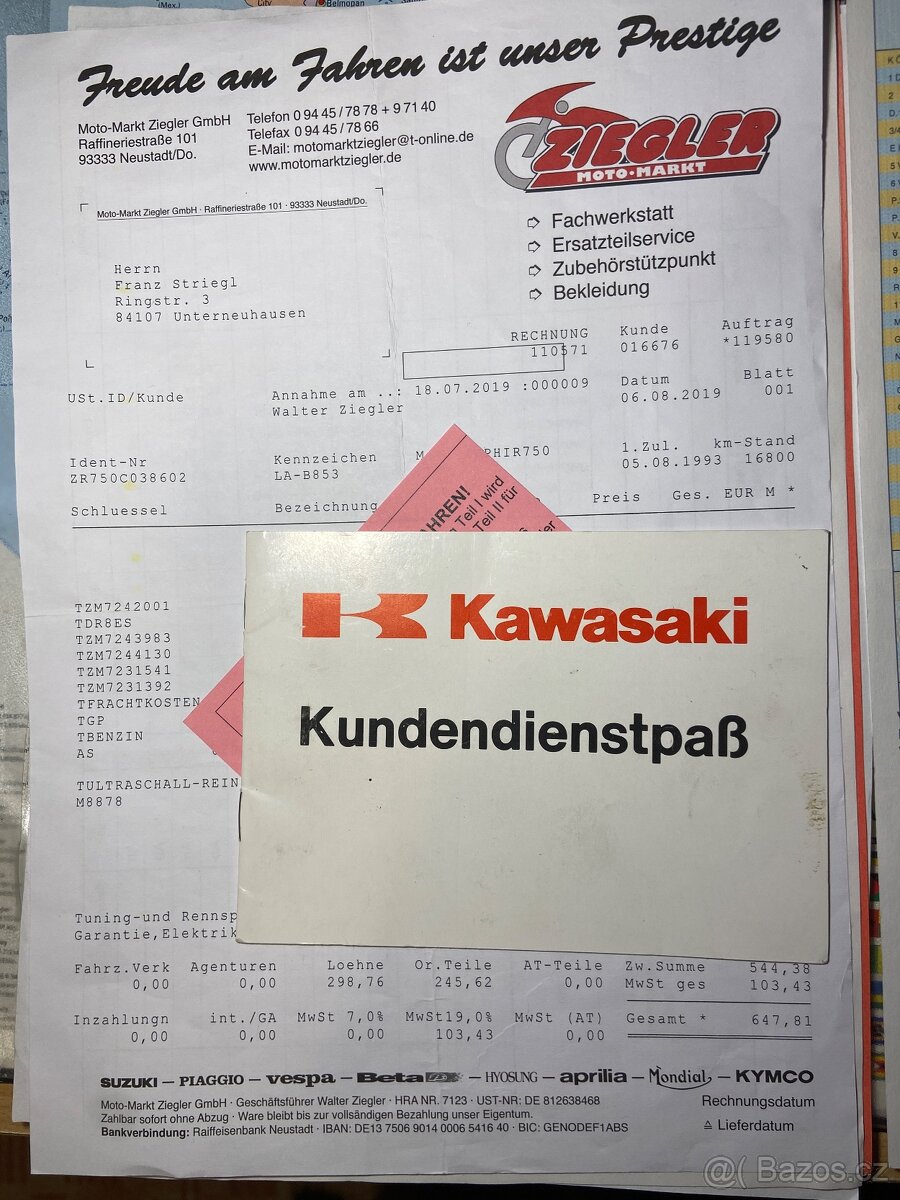 (Mex.) City Belmopan
Freude am Fahren ist unser Prestige
Moto-Markt Ziegler GmbH
Raffineriestraße 101
93333 Neustadt/Do.
Telefon 0 94 45 / 78 78 + 9 71 40
Telefax 0 94 45 / 78 66
E-Mail: motomarktziegler@t-online.de
www.motomarktziegler.de
ZIEGLER
MOTO-MARKT
Moto-Markt Ziegler GmbH · Raffineriestraße 101 · 93333 Neustadt/Do.
➩ Fachwerkstatt
➩ Ersatzteilservice
➩ Zubehörstützpunkt
➩ Bekleidung
Herrn
Franz Striegl
Ringstr. 3
84107 Unterneuhausen
RECHNUNG Kunde Auftrag
110571 016676 *119580
USt.ID/Kunde Annahme am ..: 18.07.2019 :000009 Datum Blatt
Walter Ziegler 06.08.2019 001
Ident-Nr Kennzeichen PHIR750 1.Zul. km-Stand
ZR750C038602 LA-B853 05.08.1993 16800
Schluessel Bezeichnung Preis Ges. EUR M *
AHREN!
Teil I wird
Teil II für
TZM7242001
TDR8ES
TZM7243983
TZM7244130
TZM7231541
TZM7231392
TFRACHTKOSTEN
TGP
TBENZIN
AS
TULTRASCHALL-REIN
M8878
Kawasaki
Kundendienstpaß
Tuning-und Rennsp
Garantie,Elektrik
Fahrz.Verk Agenturen Loehne Or.Teile AT-Teile Zw.Summe 544,38
0,00 0,00 298,76 245,62 0,00 MwSt ges 103,43
Inzahlungn int./GA MwSt 7,0% MwSt19,0% MwSt (AT) Gesamt * 647,81
0,00 0,00 0,00 103,43 0,00
SUZUKI – PIAGGIO – vespa – Beta – HYOSUNG – aprilia – Mondial – KYMCO
Moto-Markt Ziegler GmbH · Geschäftsführer Walter Ziegler · HRA NR. 7123 · UST-NR: DE 812638468
Zahlbar sofort ohne Abzug · Ware bleibt bis zur vollsändigen Bezahlung unser Eigentum.
Bankverbindung: Raiffeisenbank Neustadt · IBAN: DE13 7506 9014 0006 5416 40 · BIC: GENODEF1ABS
Rechnungsdatum
≙ Lieferdatum
@( Bazos.cz